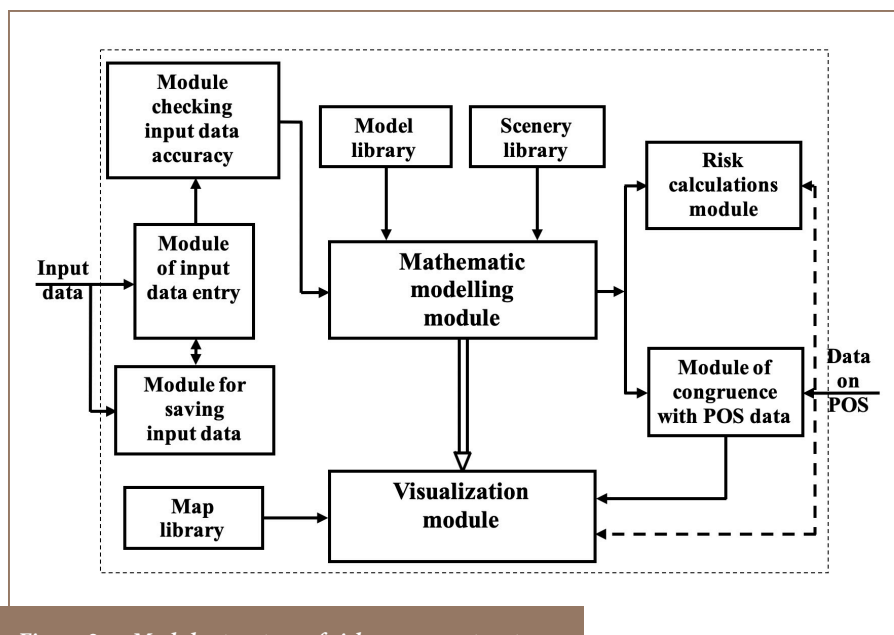 Module
checking
input data
accuracy
Model
library
Scenery
library
Risk
calculations
module
Module
of input
data entry
Input
data
Mathematic
modelling
module
Module for
saving
input data
Module of
congruence
with POS data
Data
on
POS
Map
library
Visualization
module